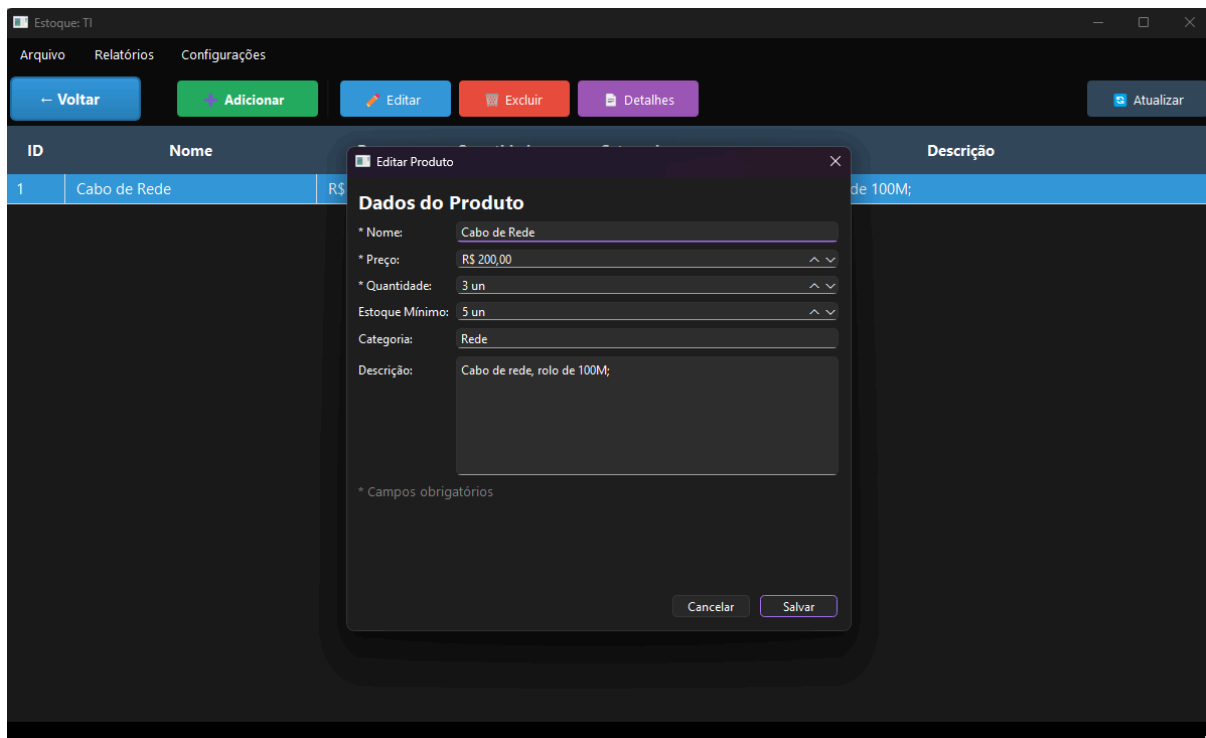 Estoque: TI
Arquivo Relatórios Configurações
← Voltar Adicionar Editar Excluir Detalhes Atualizar
ID Nome Descrição
1 Cabo de Rede R$ de 100M;
Editar Produto
Dados do Produto
* Nome: Cabo de Rede
* Preço: R$ 200,00
* Quantidade: 3 un
Estoque Mínimo: 5 un
Categoria: Rede
Descrição: Cabo de rede, rolo de 100M;
* Campos obrigatórios
Cancelar Salvar